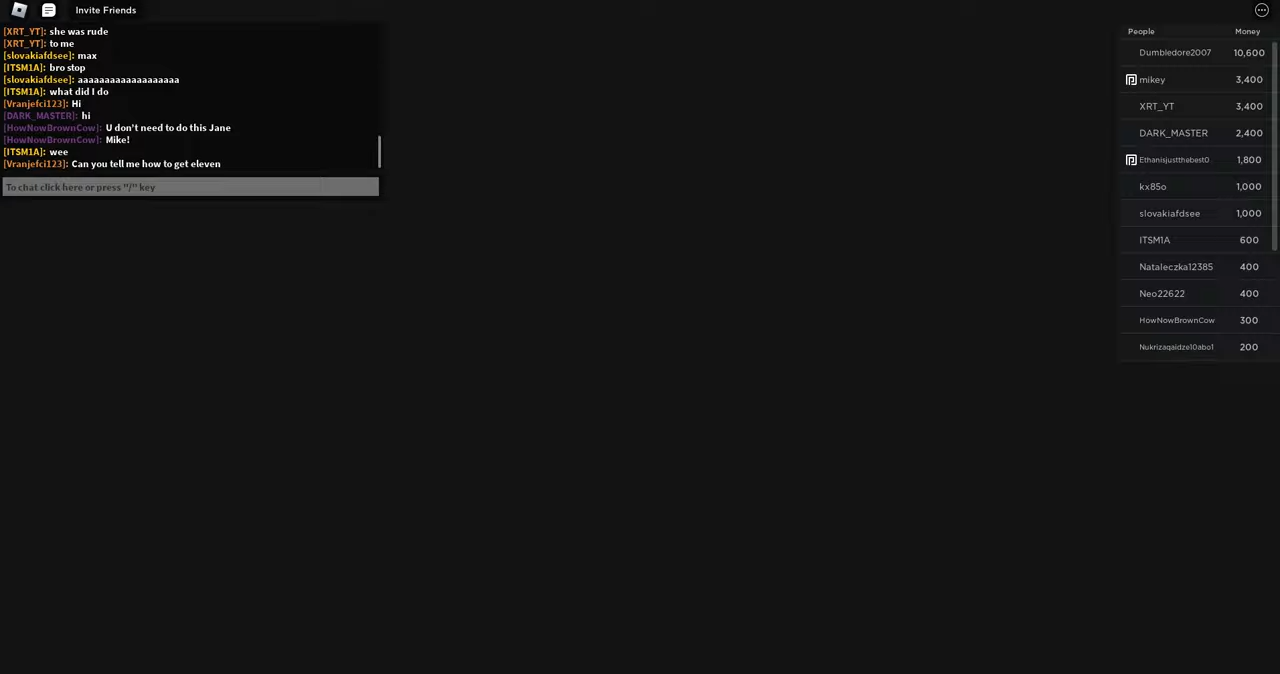 Invite Friends
[XRT_YT]: she was rude
[XRT_YT]: to me
[slovakiafdsee]: max
[ITSM1A]: bro stop
[slovakiafdsee]: aaaaaaaaaaaaaaaaaaa
[ITSM1A]: what did I do
[Vranjefci123]: Hi
[DARK_MASTER]: hi
[HowNowBrownCow]: U don't need to do this Jane
[HowNowBrownCow]: Mike!
[ITSM1A]: wee
[Vranjefci123]: Can you tell me how to get eleven
To chat click here or press "/" key
People Money
Dumbledore2007 10,600
mikey 3,400
XRT_YT 3,400
DARK_MASTER 2,400
Ethanisjustthebest0 1,800
kx85o 1,000
slovakiafdsee 1,000
ITSM1A 600
Nataleczka12385 400
Neo22622 400
HowNowBrownCow 300
Nukrizaqaidze10abo1 200